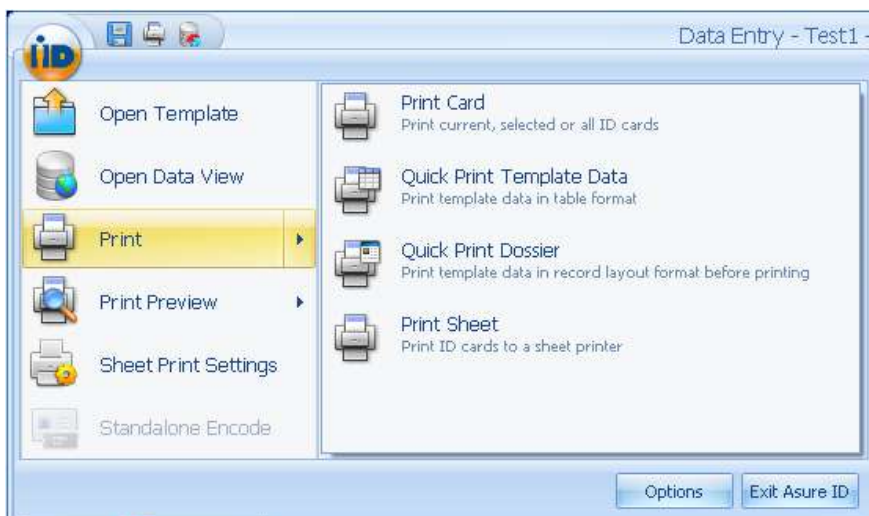 iID
Data Entry - Test1 -
Open Template
Open Data View
Print
Print Preview
Sheet Print Settings
Standalone Encode
Print Card
Print current, selected or all ID cards
Quick Print Template Data
Print template data in table format
Quick Print Dossier
Print template data in record layout format before printing
Print Sheet
Print ID cards to a sheet printer
Options
Exit Asure ID